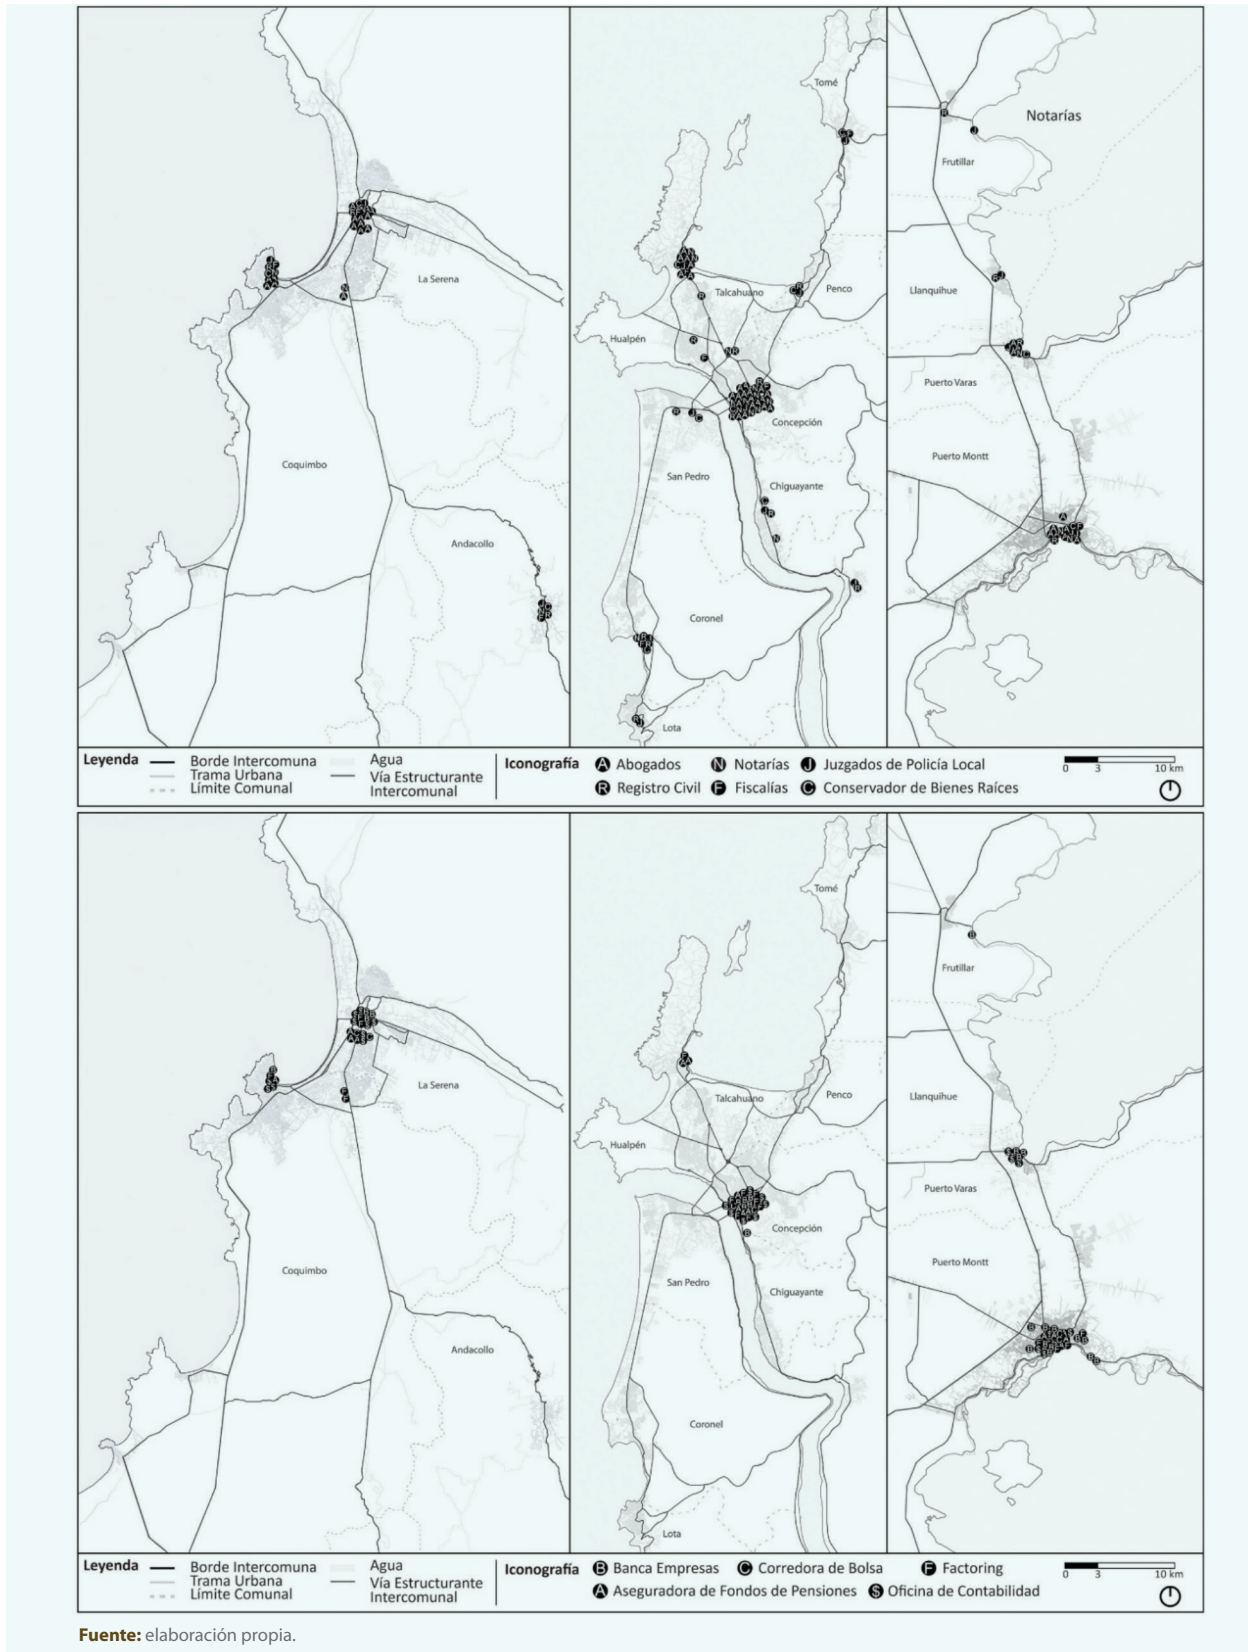 Tomé
Notarías
Frutillar
La Serena
Talcahuano
Penco
Llanquihue
Hualpén
Puerto Varas
Concepción
Coquimbo
San Pedro
Chiguayante
Puerto Montt
Andacollo
Coronel
Lota
Leyenda
Borde Intercomuna
Trama Urbana
Límite Comunal
Agua
Vía Estructurante
Intercomunal
Iconografía
A Abogados
N Notarías
J Juzgados de Policía Local
R Registro Civil
F Fiscalías
C Conservador de Bienes Raíces
0 3 10 km
Tomé
Frutillar
La Serena
Talcahuano
Penco
Llanquihue
Hualpén
Puerto Varas
Concepción
Coquimbo
San Pedro
Chiguayante
Puerto Montt
Andacollo
Coronel
Lota
Leyenda
Borde Intercomuna
Trama Urbana
Límite Comunal
Agua
Vía Estructurante
Intercomunal
Iconografía
B Banca Empresas
C Corredora de Bolsa
F Factoring
A Aseguradora de Fondos de Pensiones
$ Oficina de Contabilidad
0 3 10 km
Fuente: elaboración propia.